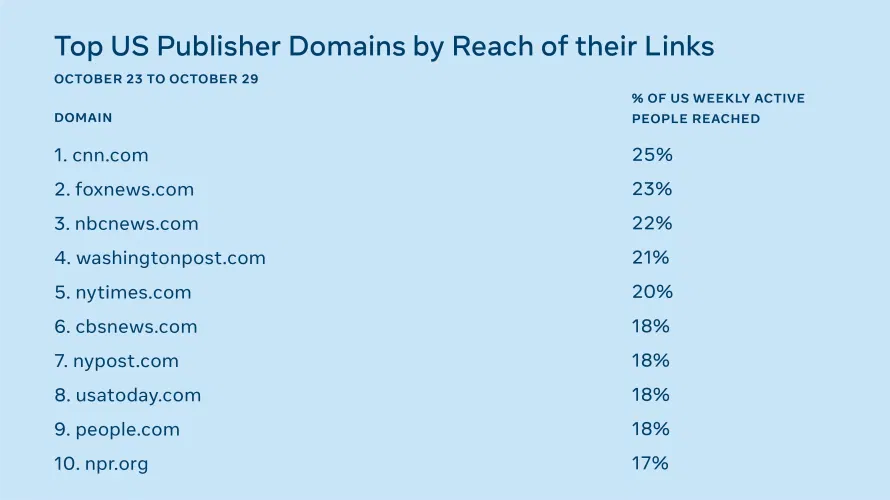 Top US Publisher Domains by Reach of their Links
OCTOBER 23 TO OCTOBER 29
% OF US WEEKLY ACTIVE
PEOPLE REACHED
DOMAIN
1. cnn.com 25%
2. foxnews.com 23%
3. nbcnews.com 22%
4. washingtonpost.com 21%
5. nytimes.com 20%
6. cbsnews.com 18%
7. nypost.com 18%
8. usatoday.com 18%
9. people.com 18%
10. npr.org 17%